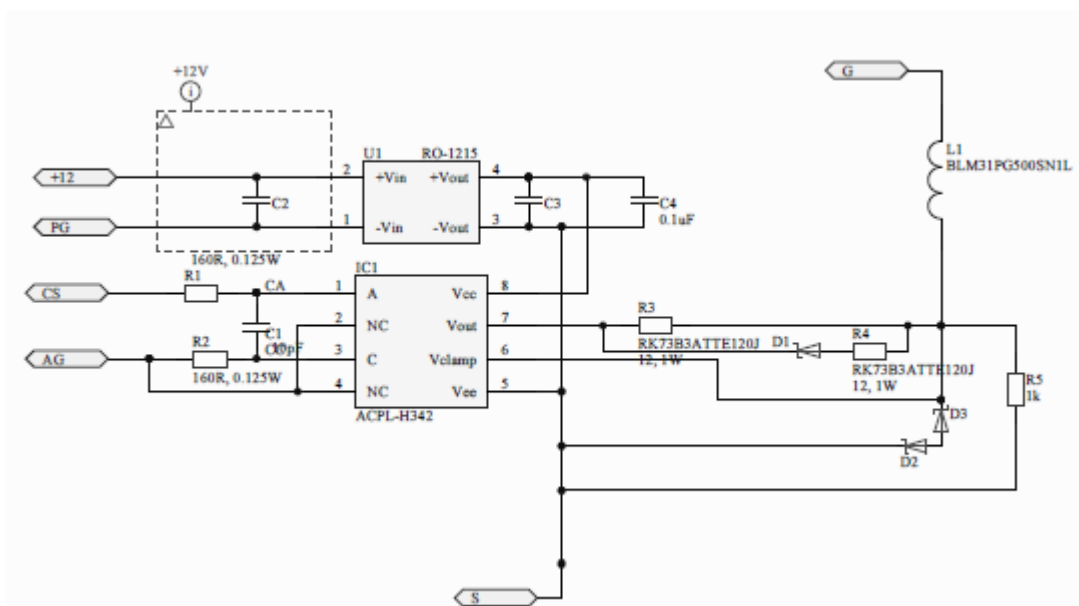 G
+12V
i
L1
BLM31PG500SN1L
U1 RO-1215
+12 2 +Vin +Vout 4
C2 C3 C4
0.1uF
PG 1 -Vin -Vout 3
160R, 0.125W
R1 IC1
CS CA 1 A Vcc 8
C1
2 NC Vout 7 R3
R2
AG 3 C Vclamp 6
RK73B3ATTE120J
12, 1W
D1 R4
RK73B3ATTE120J
12, 1W
160R, 0.125W
4 NC Vee 5
ACPL-H342
R5
1k
D3
D2
S